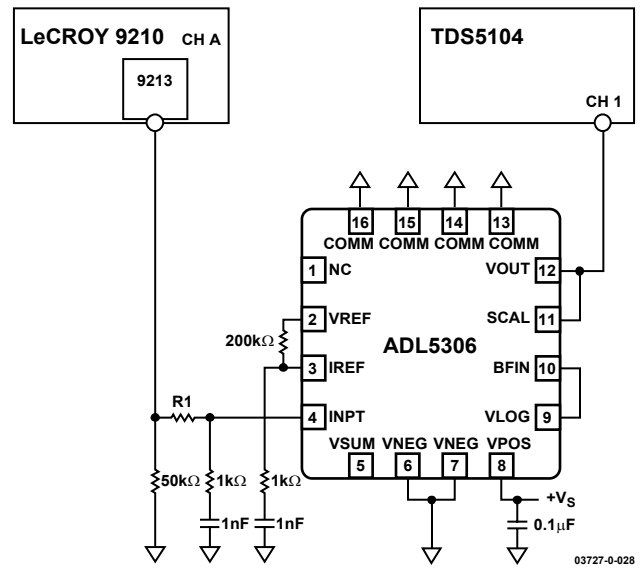 LeCROY 9210 CH A
9213
TDS5104
CH 1
16 15 14 13
COMM COMM COMM COMM
1 NC
VOUT 12
2 VREF
SCAL 11
200kΩ
ADL5306
3 IREF
BFIN 10
R1
4 INPT
VLOG 9
VSUM VNEG VNEG VPOS
5 6 7 8
50kΩ 1kΩ 1kΩ
+VS
1nF 1nF
0.1μF
03727-0-028